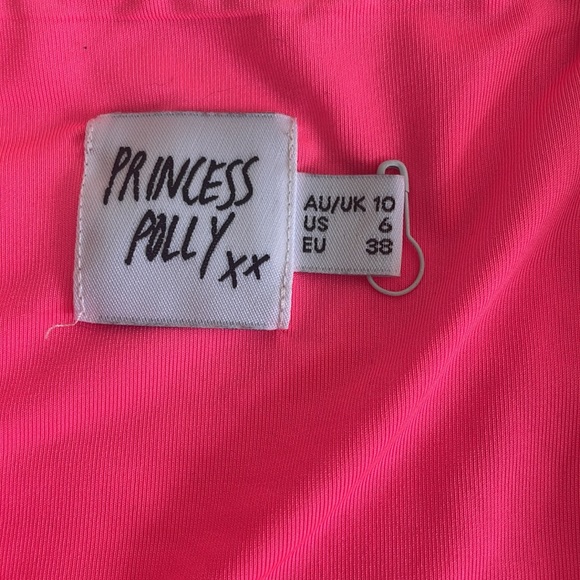 PRINCESS
POLLY xx
AU/UK 10
US 6
EU 38